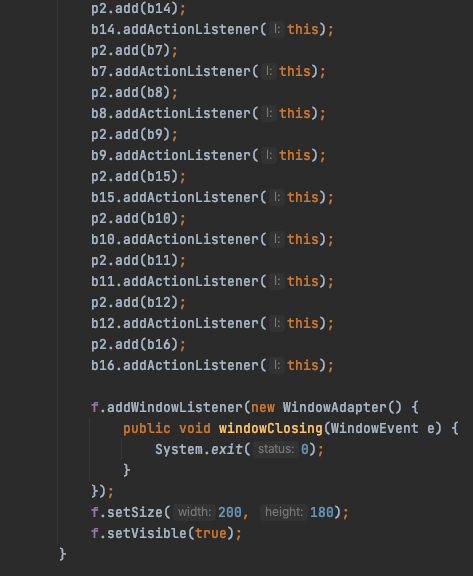 p2.add(b14);
b14.addActionListener( l: this);
p2.add(b7);
b7.addActionListener( l: this);
p2.add(b8);
b8.addActionListener( l: this);
p2.add(b9);
b9.addActionListener( l: this);
p2.add(b15);
b15.addActionListener( l: this);
p2.add(b10);
b10.addActionListener( l: this);
p2.add(b11);
b11.addActionListener( l: this);
p2.add(b12);
b12.addActionListener( l: this);
p2.add(b16);
b16.addActionListener( l: this);
f.addWindowListener(new WindowAdapter() {
public void windowClosing(WindowEvent e) {
System.exit( status: 0);
}
});
f.setSize( width: 200, height: 180);
f.setVisible(true);
}